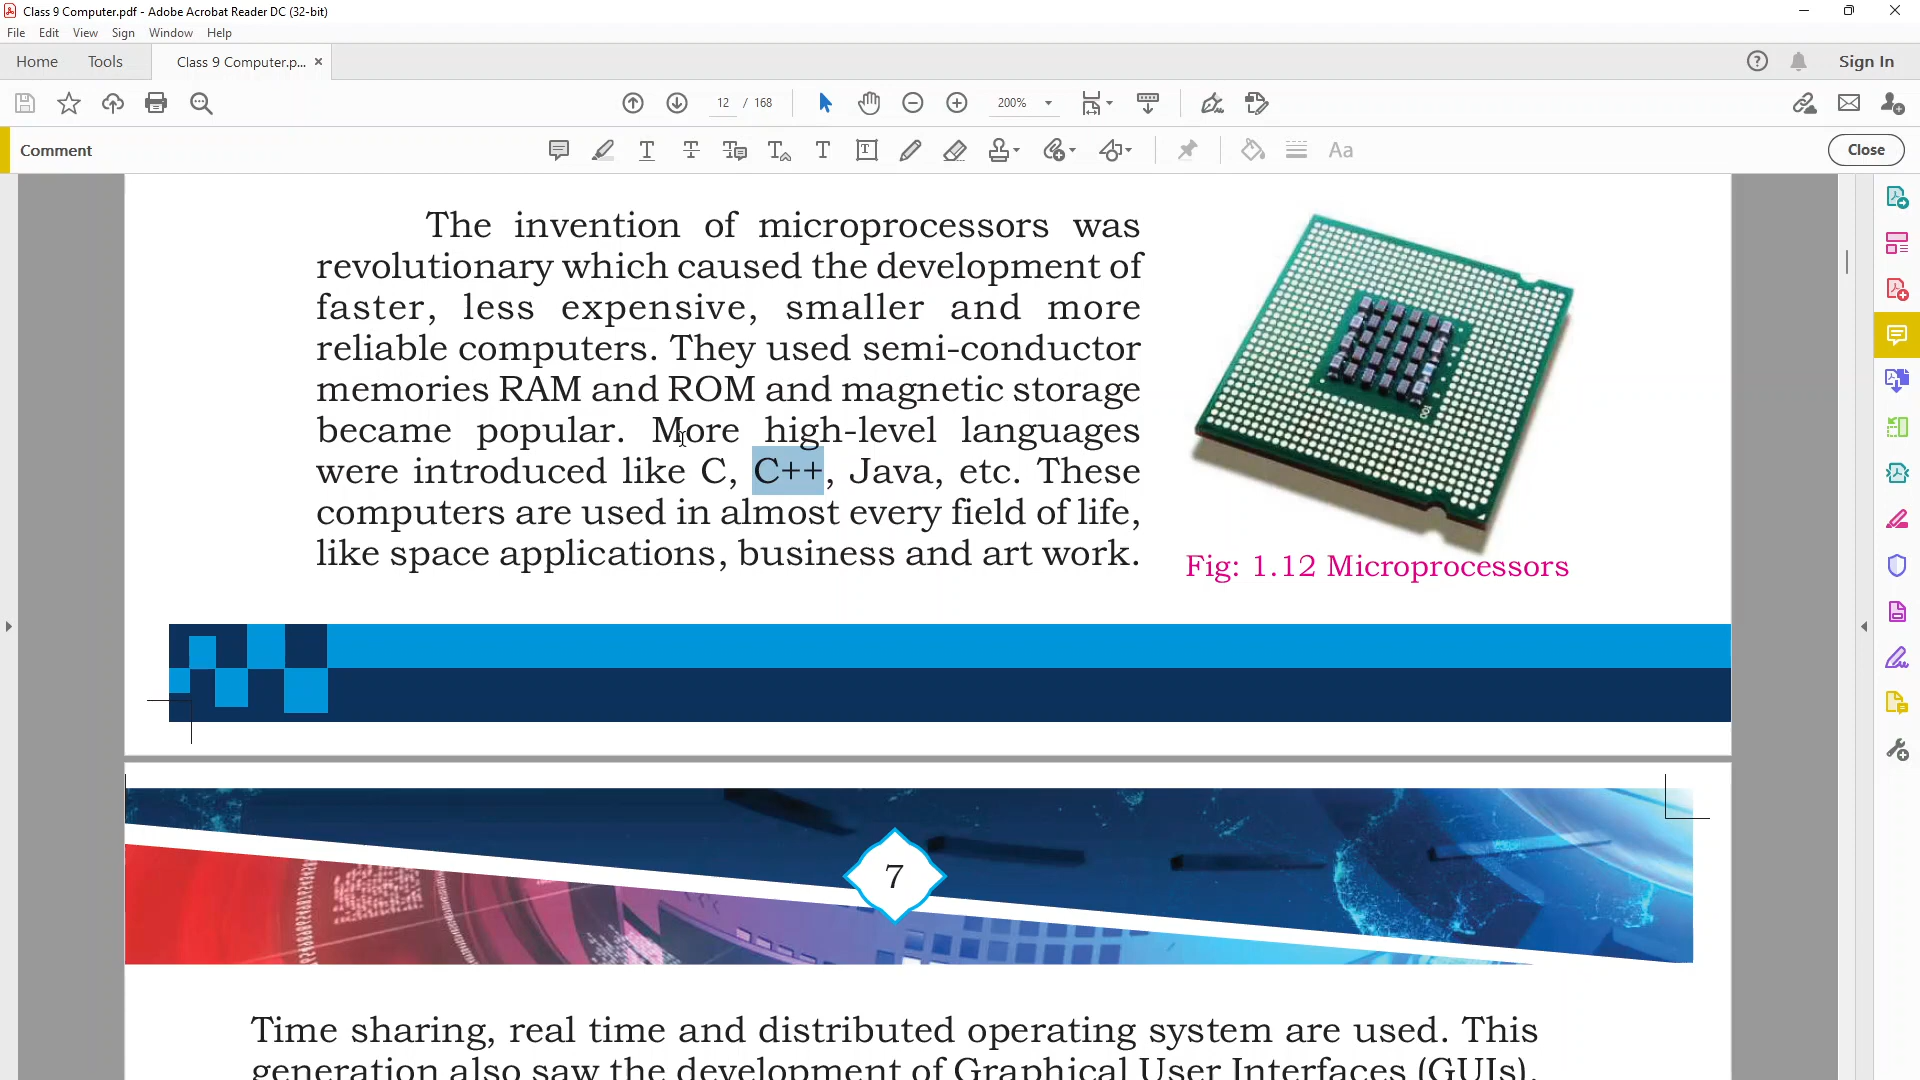 Class 9 Computer.pdf - Adobe Acrobat Reader DC (32-bit)
File Edit View Sign Window Help
Home Tools Class 9 Computer.p... Sign In
12 / 168 200%
Comment Close
The invention of microprocessors was
revolutionary which caused the development of
faster, less expensive, smaller and more
reliable computers. They used semi-conductor
memories RAM and ROM and magnetic storage
became popular. More high-level languages
were introduced like C, C++, Java, etc. These
computers are used in almost every field of life,
like space applications, business and art work.
Fig: 1.12 Microprocessors
7
Time sharing, real time and distributed operating system are used. This
generation also saw the development of Graphical User Interfaces (GUIs).